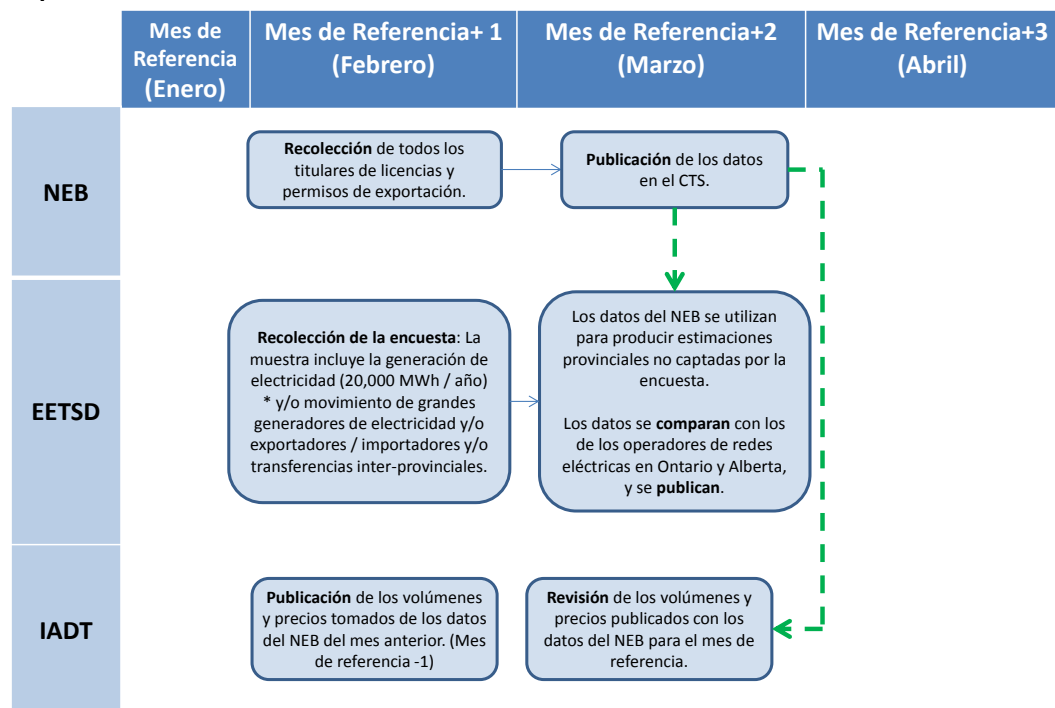 Mes de
Referencia
(Enero)
Mes de Referencia+ 1
(Febrero)
Mes de Referencia+2
(Marzo)
Mes de Referencia+3
(Abril)
NEB
Recolección de todos los
titulares de licencias y
permisos de exportación.
Publicación de los datos
en el CTS.
EETSD
Recolección de la encuesta: La
muestra incluye la generación de
electricidad (20,000 MWh / año)
* y/o movimiento de grandes
generadores de electricidad y/o
exportadores / importadores y/o
transferencias inter-provinciales.
Los datos del NEB se utilizan
para producir estimaciones
provinciales no captadas por la
encuesta.
Los datos se comparan con los
de los operadores de redes
eléctricas en Ontario y Alberta,
y se publican.
IADT
Publicación de los volúmenes
y precios tomados de los datos
del NEB del mes anterior. (Mes
de referencia -1)
Revisión de los volúmenes y
precios publicados con los
datos del NEB para el mes de
referencia.